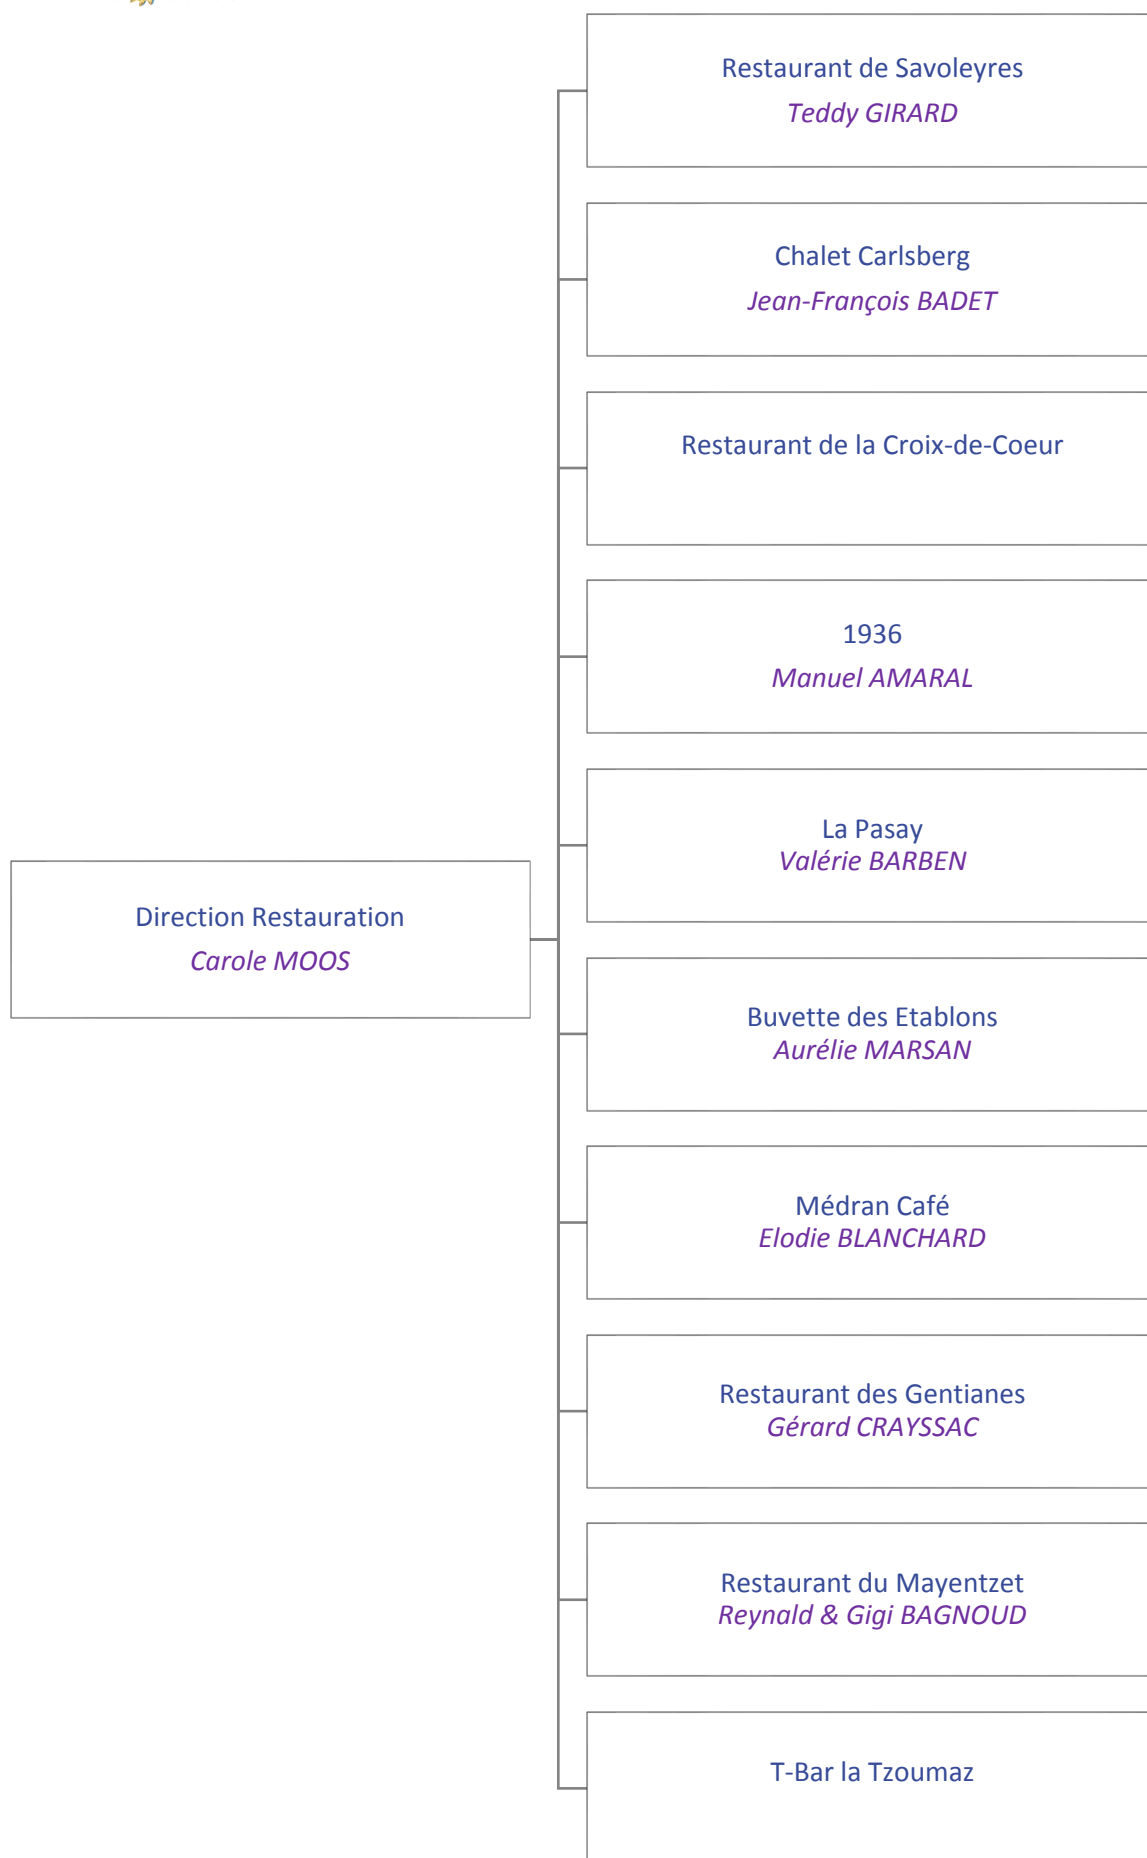 Restaurant de Savoleyres
Teddy GIRARD
Chalet Carlsberg
Jean-François BADET
Restaurant de la Croix-de-Coeur
1936
Manuel AMARAL
La Pasay
Valérie BARBEN
Direction Restauration
Carole MOOS
Buvette des Etablons
Aurélie MARSAN
Médran Café
Elodie BLANCHARD
Restaurant des Gentianes
Gérard CRAYSSAC
Restaurant du Mayentzet
Reynald & Gigi BAGNOUD
T-Bar la Tzoumaz